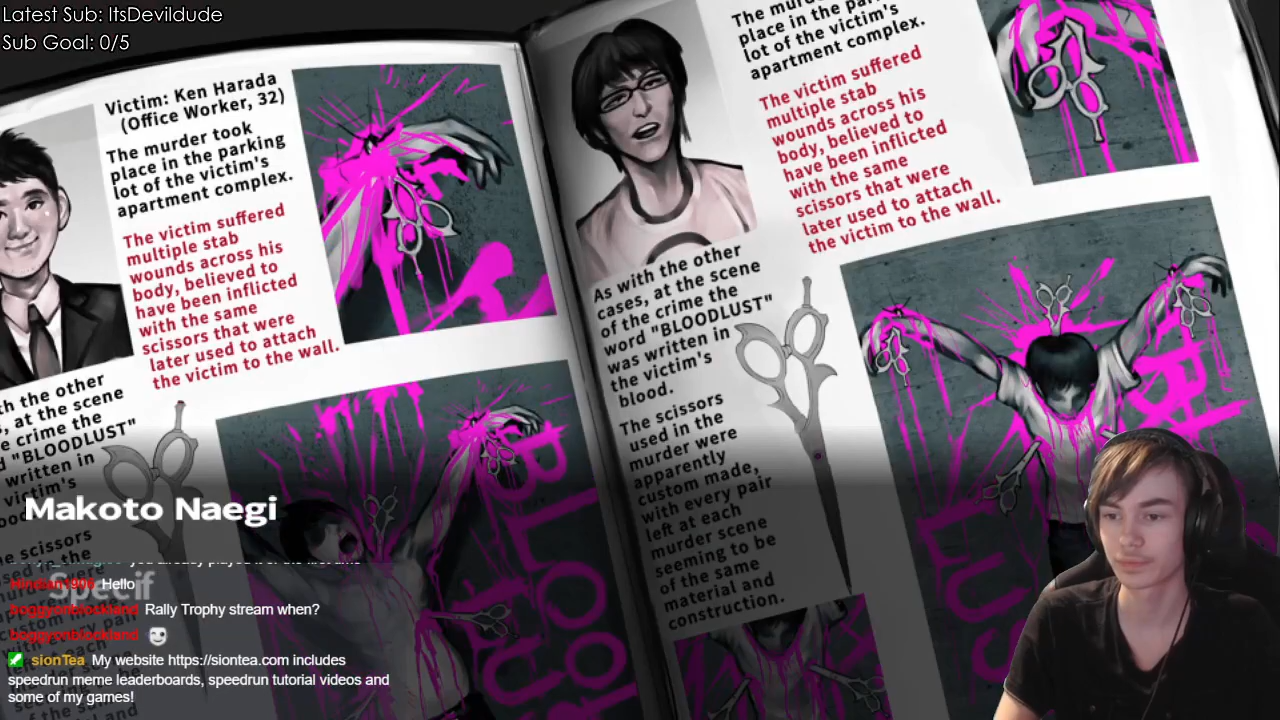 Latest Sub: ItsDevildude
Sub Goal: 0/5
Victim: Ken Harada
(Office Worker, 32)
The murder took
place in the parking
lot of the victim's
apartment complex.
The victim suffered
multiple stab
wounds across his
body, believed to
have been inflicted
with the same
scissors that were
later used to attach
the victim to the wall.
th the other
s, at the scene
e crime the
d "BLOODLUST"
written in
victim's
The murder
place in the par
lot of the victim's
apartment complex.
The victim suffered
multiple stab
wounds across his
body, believed to
have been inflicted
with the same
scissors that were
later used to attach
the victim to the wall.
As with the other
cases, at the scene
of the crime the
word "BLOODLUST"
was written in
the victim's
blood.
The scissors
used in the
murder were
apparently
custom made,
with every pair
left at each
murder scene
seeming to be
of the same
material and
construction.
BLOO
LUS
Makoto Naegi
Specif
Hello
boggyonblockland Rally Trophy stream when?
boggyonblockland
sionTea My website https://siontea.com includes
speedrun meme leaderboards, speedrun tutorial videos and
some of my games!